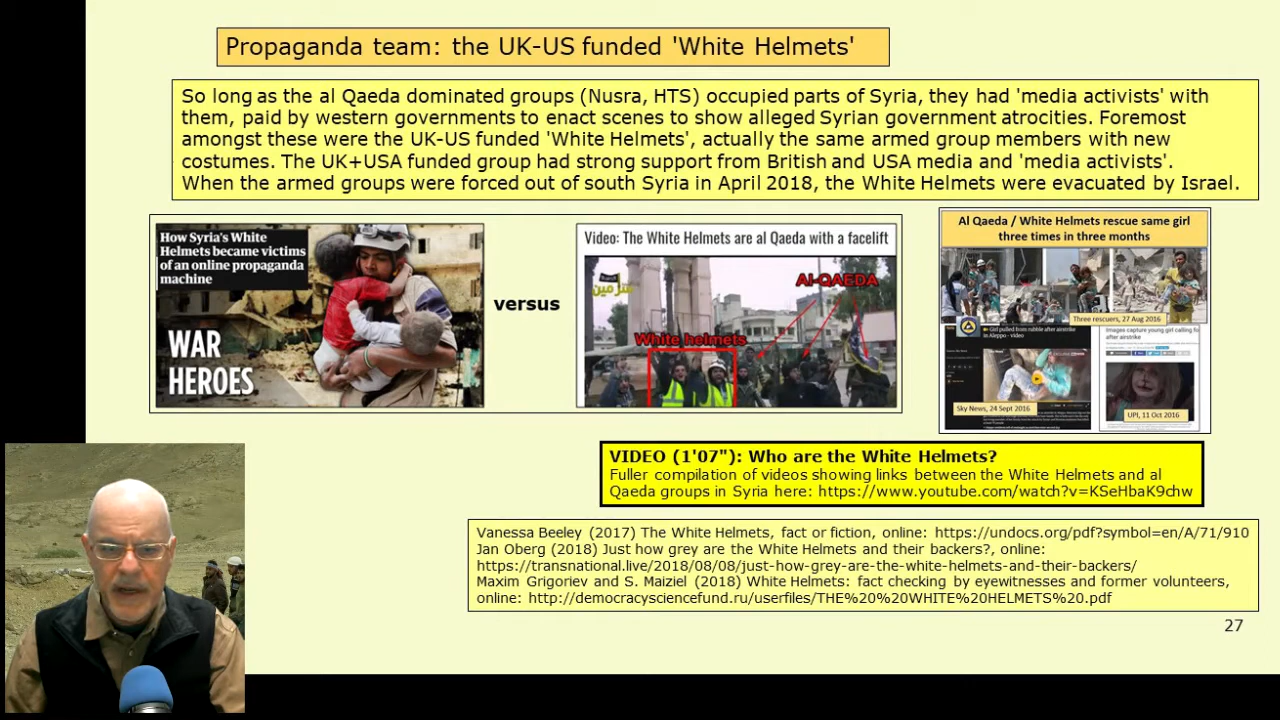 Propaganda team: the UK-US funded 'White Helmets'
So long as the al Qaeda dominated groups (Nusra, HTS) occupied parts of Syria, they had 'media activists' with
them, paid by western governments to enact scenes to show alleged Syrian government atrocities. Foremost
amongst these were the UK-US funded 'White Helmets', actually the same armed group members with new
costumes. The UK+USA funded group had strong support from British and USA media and 'media activists'.
When the armed groups were forced out of south Syria in April 2018, the White Helmets were evacuated by Israel.
How Syria's White
Helmets became victims
of an online propaganda
machine
WAR
HEROES
versus
Video: The White Helmets are al Qaeda with a facelift
Al-QAEDA
White helmets
Al Qaeda / White Helmets rescue same girl
three times in three months
Three rescuers, 27 Aug 2016
Girl pulled from rubble after airstrike
in Aleppo - video
Images capture young girl calling fo
after airstrike
Sky News, 24 Sept 2016
UPI, 11 Oct 2016
VIDEO (1'07"): Who are the White Helmets?
Fuller compilation of videos showing links between the White Helmets and al
Qaeda groups in Syria here: https://www.youtube.com/watch?v=KSeHbaK9chw
Vanessa Beeley (2017) The White Helmets, fact or fiction, online: https://undocs.org/pdf?symbol=en/A/71/910
Jan Oberg (2018) Just how grey are the White Helmets and their backers?, online:
https://transnational.live/2018/08/08/just-how-grey-are-the-white-helmets-and-their-backers/
Maxim Grigoriev and S. Maiziel (2018) White Helmets: fact checking by eyewitnesses and former volunteers,
online: http://democracysciencefund.ru/userfiles/THE%20%20WHITE%20HELMETS%20.pdf
27